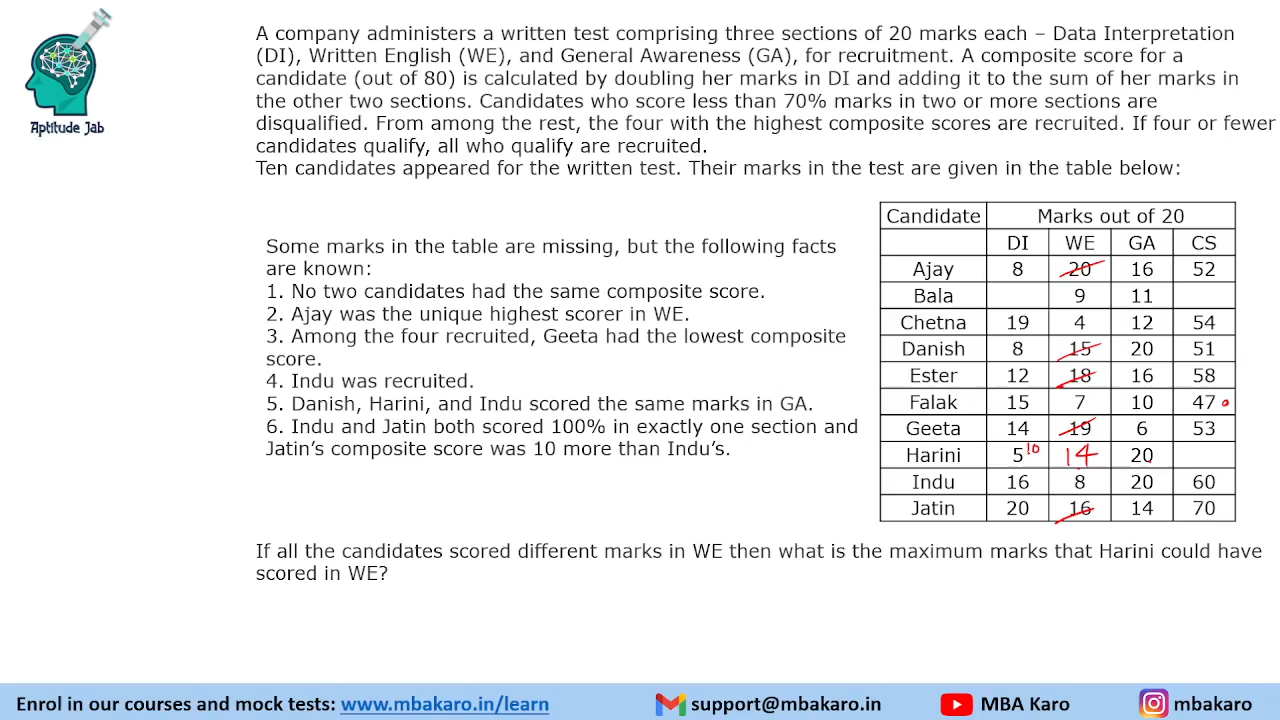 A company administers a written test comprising three sections of 20 marks each – Data Interpretation
(DI), Written English (WE), and General Awareness (GA), for recruitment. A composite score for a
candidate (out of 80) is calculated by doubling her marks in DI and adding it to the sum of her marks in
the other two sections. Candidates who score less than 70% marks in two or more sections are
disqualified. From among the rest, the four with the highest composite scores are recruited. If four or fewer
candidates qualify, all who qualify are recruited.
Ten candidates appeared for the written test. Their marks in the test are given in the table below:
Aptitude Jab
Some marks in the table are missing, but the following facts
are known:
1. No two candidates had the same composite score.
2. Ajay was the unique highest scorer in WE.
3. Among the four recruited, Geeta had the lowest composite
score.
4. Indu was recruited.
5. Danish, Harini, and Indu scored the same marks in GA.
6. Indu and Jatin both scored 100% in exactly one section and
Jatin's composite score was 10 more than Indu's.
Candidate Marks out of 20
DI WE GA CS
Ajay 8 20 16 52
Bala 9 11
Chetna 19 4 12 54
Danish 8 15 20 51
Ester 12 18 16 58
Falak 15 7 10 47
Geeta 14 19 6 53
Harini 5 10 14 20
Indu 16 8 20 60
Jatin 20 16 14 70
If all the candidates scored different marks in WE then what is the maximum marks that Harini could have
scored in WE?
Enrol in our courses and mock tests: www.mbakaro.in/learn support@mbakaro.in MBA Karo mbakaro